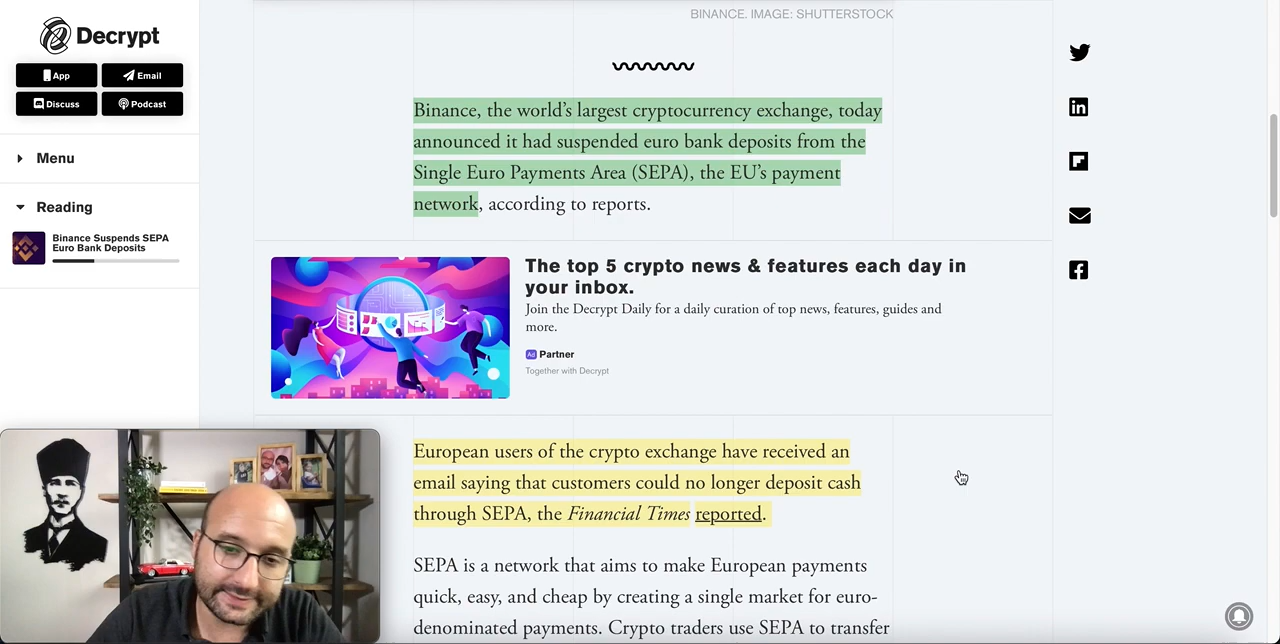 BINANCE. IMAGE: SHUTTERSTOCK
Decrypt
App
Email
Discuss
Podcast
Menu
Reading
Binance Suspends SEPA
Euro Bank Deposits
Binance, the world’s largest cryptocurrency exchange, today
announced it had suspended euro bank deposits from the
Single Euro Payments Area (SEPA), the EU’s payment
network, according to reports.
The top 5 crypto news & features each day in
your inbox.
Join the Decrypt Daily for a daily curation of top news, features, guides and
more.
Ad Partner
Together with Decrypt
European users of the crypto exchange have received an
email saying that customers could no longer deposit cash
through SEPA, the Financial Times reported.
SEPA is a network that aims to make European payments
quick, easy, and cheap by creating a single market for euro-
denominated payments. Crypto traders use SEPA to transfer